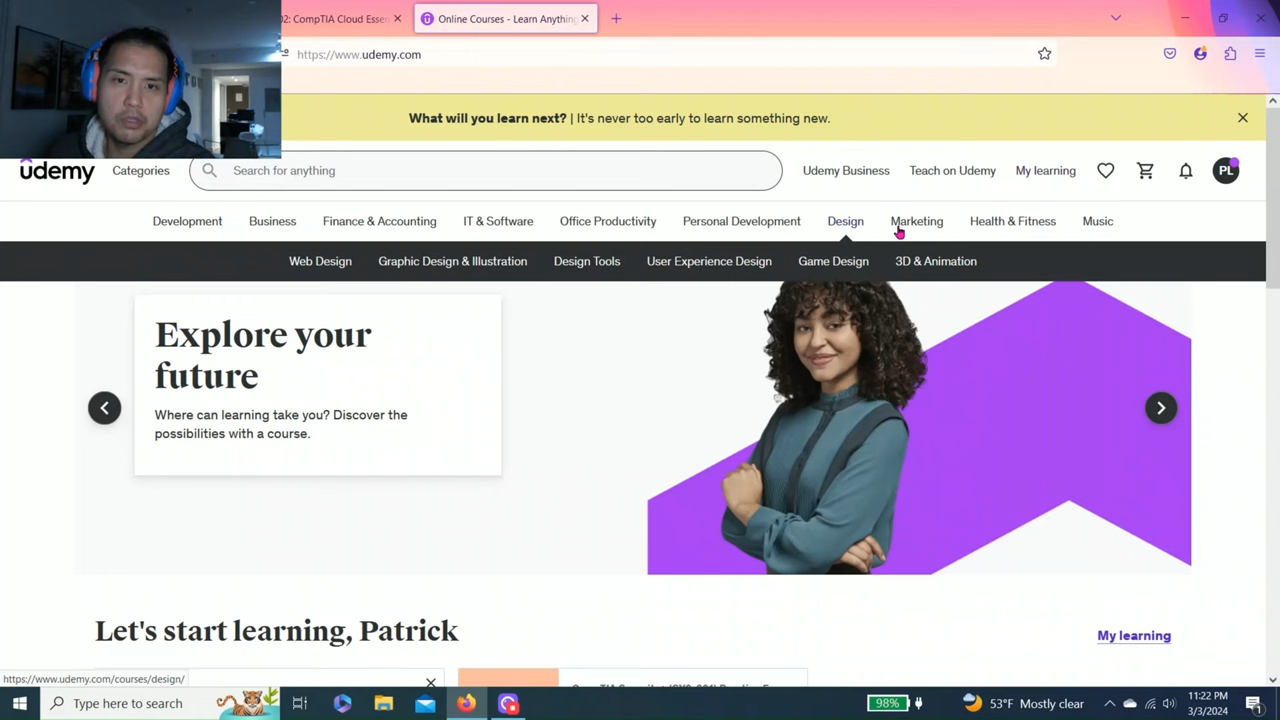 02: CompTIA Cloud Essen
Online Courses - Learn Anything
https://www.udemy.com
What will you learn next? | It's never too early to learn something new.
udemy
Categories
Search for anything
Udemy Business
Teach on Udemy
My learning
PL
Development
Business
Finance & Accounting
IT & Software
Office Productivity
Personal Development
Design
Marketing
Health & Fitness
Music
Web Design
Graphic Design & Illustration
Design Tools
User Experience Design
Game Design
3D & Animation
Explore your
future
Where can learning take you? Discover the
possibilities with a course.
Let's start learning, Patrick
My learning
https://www.udemy.com/courses/design/
Type here to search
98%
53°F Mostly clear
11:22 PM
3/3/2024
1